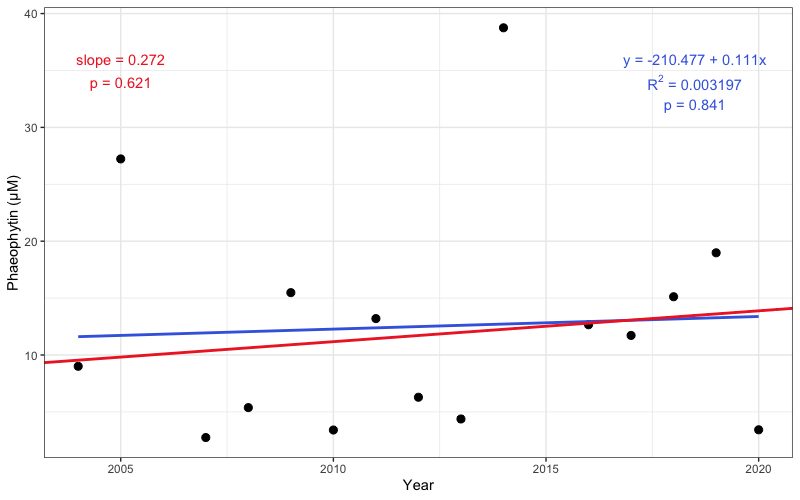 slope = 0.272
p = 0.621
y = -210.477 + 0.111x
R² = 0.003197
p = 0.841
40
30
20
10
Phaeophytin (μM)
2005
2010
2015
2020
Year